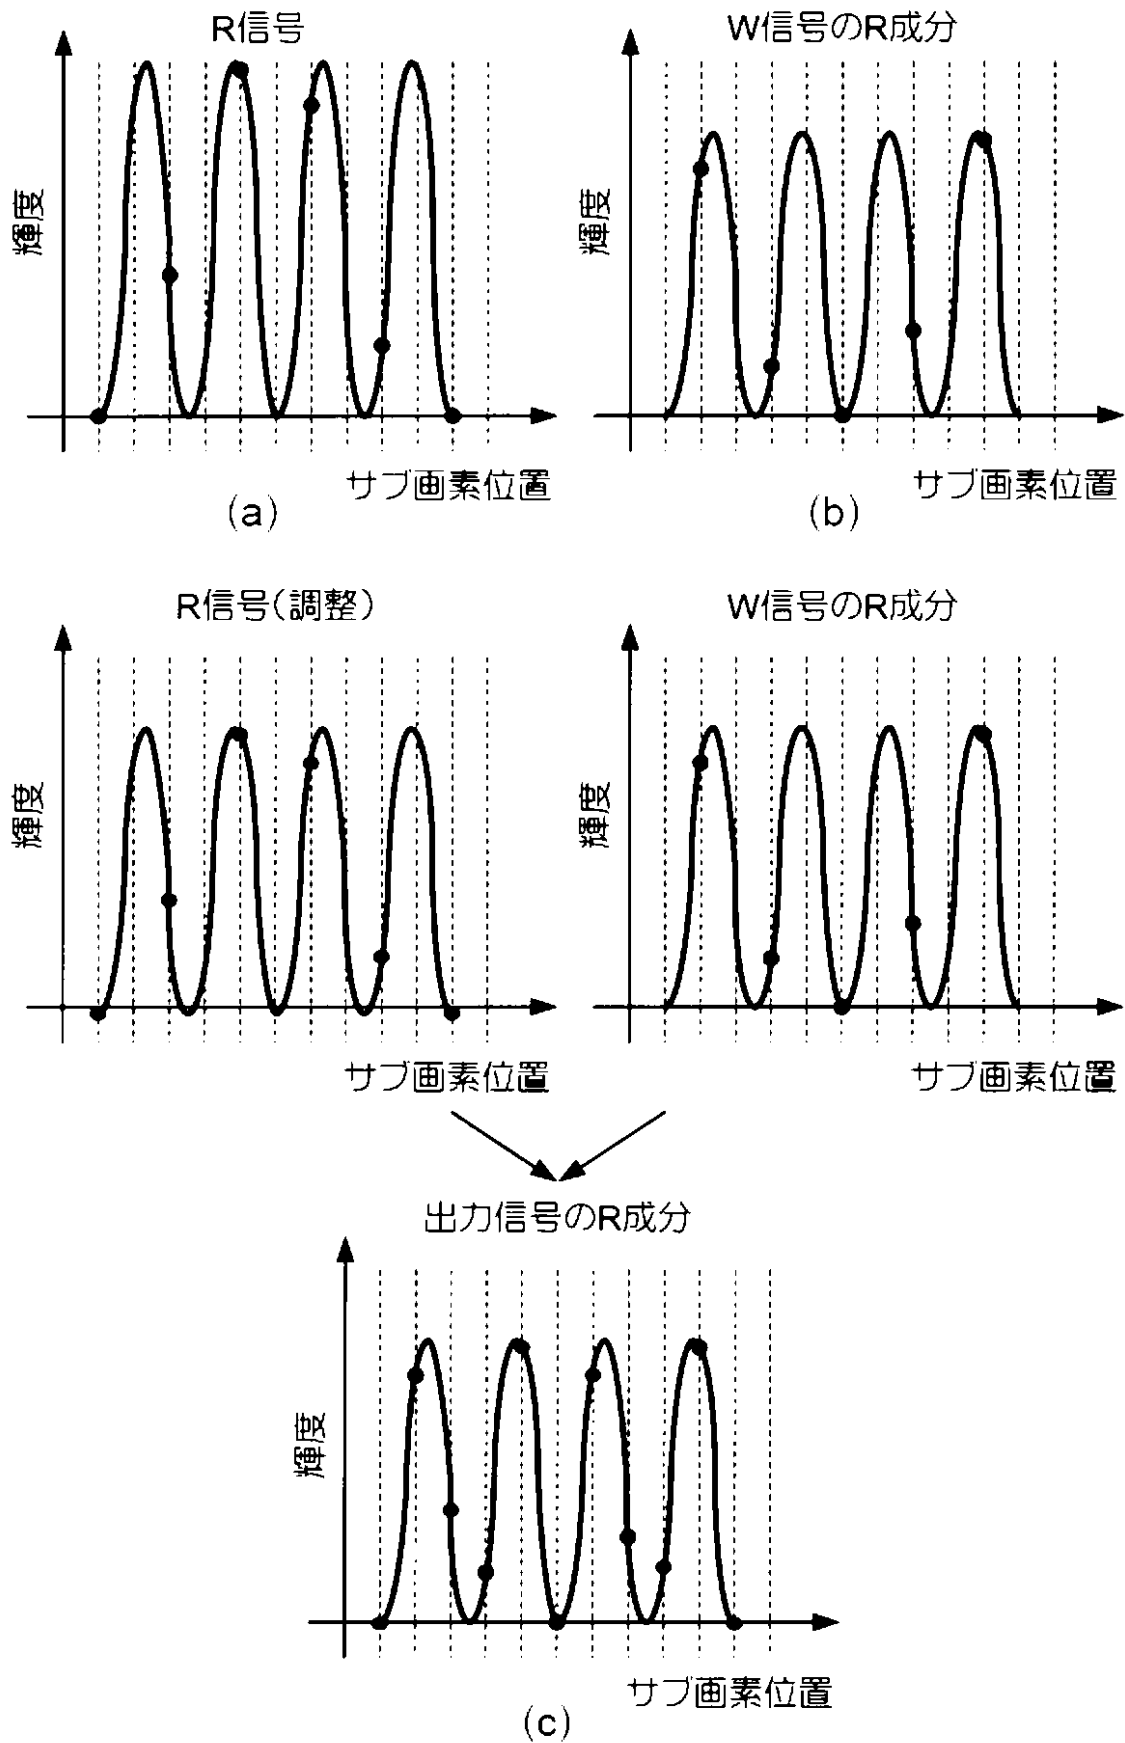 R信号
輝度
サブ画素位置
(a)
W信号のR成分
輝度
サブ画素位置
(b)
R信号(調整)
輝度
サブ画素位置
W信号のR成分
輝度
サブ画素位置
出力信号のR成分
輝度
サブ画素位置
(c)